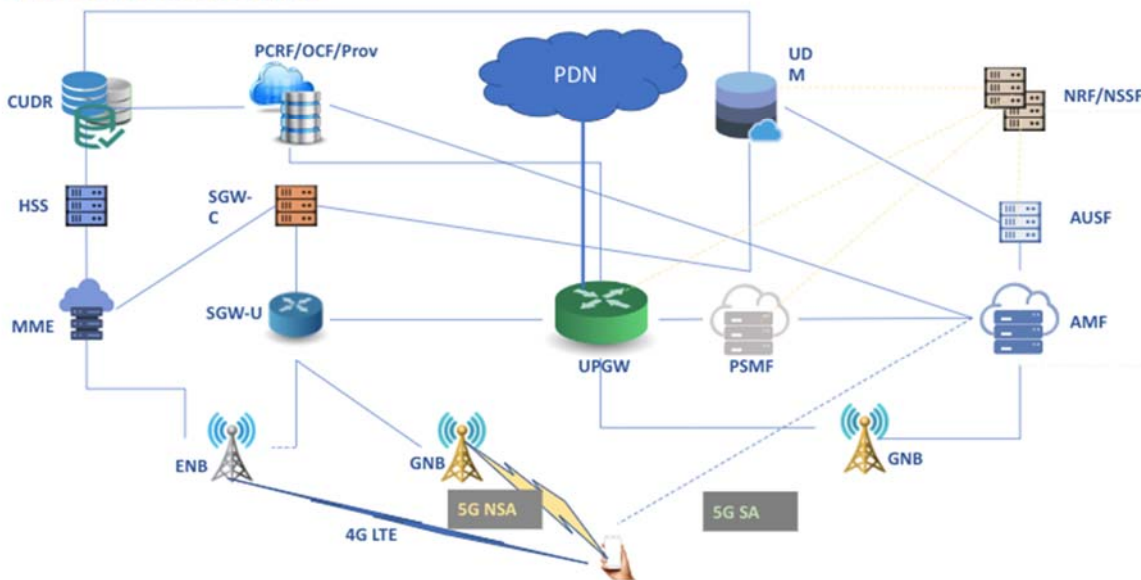 PCRF/OCF/Prov
PDN
UD
M
CUDR
NRF/NSSF
HSS
SGW-
C
AUSF
MME
SGW-U
UPGW
PSMF
AMF
ENB
GNB
GNB
5G NSA
5G SA
4G LTE